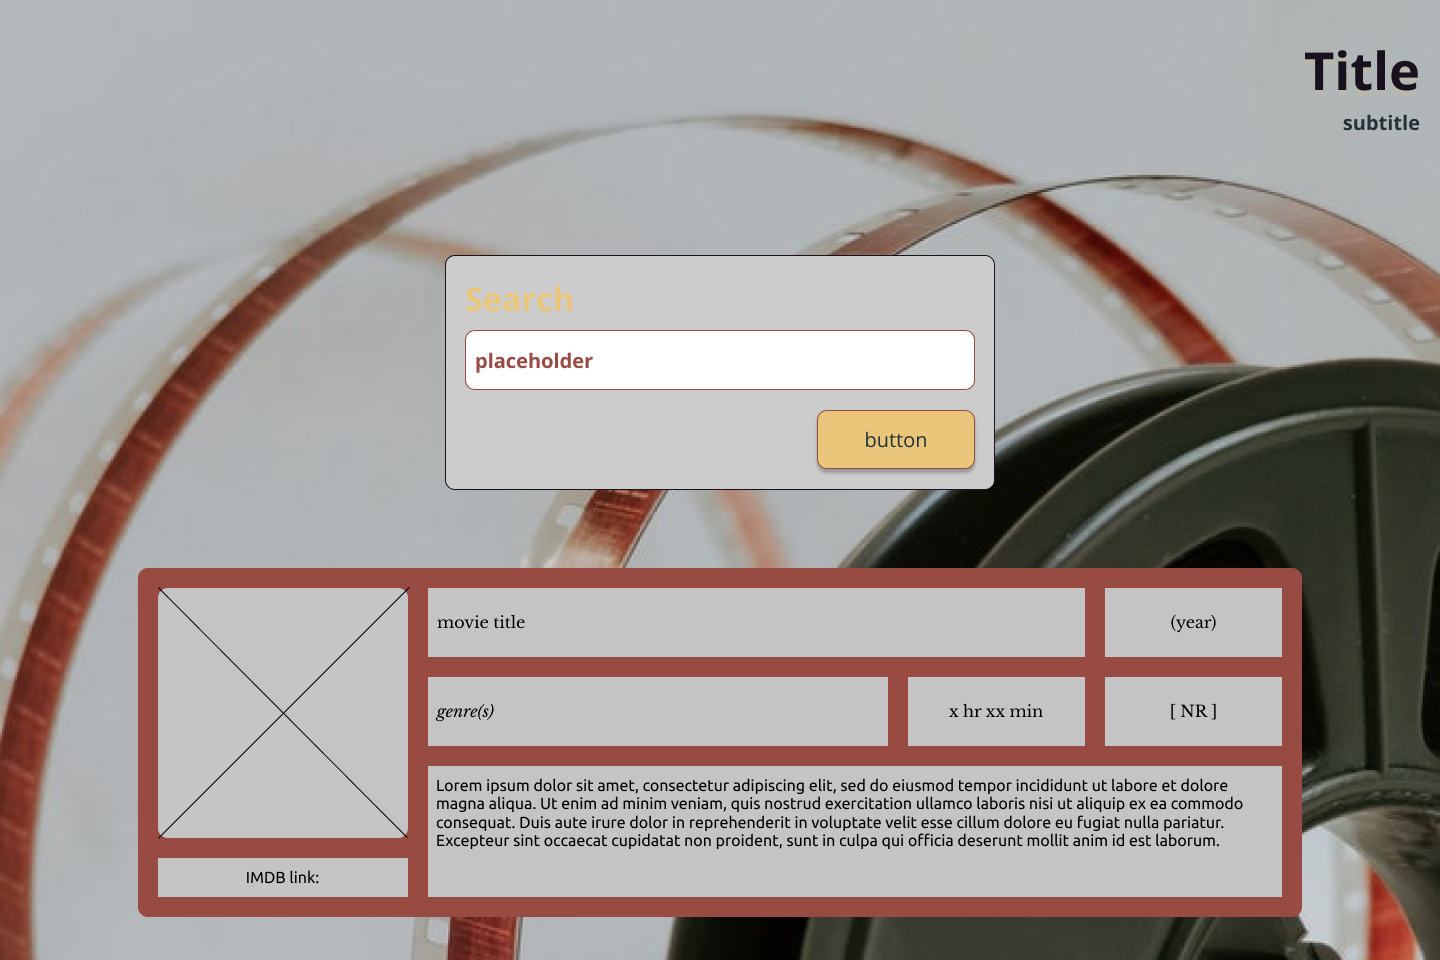 Title
subtitle
Search
placeholder
button
movie title
(year)
genre(s)
x hr xx min
[ NR ]
Lorem ipsum dolor sit amet, consectetur adipiscing elit, sed do eiusmod tempor incididunt ut labore et dolore
magna aliqua. Ut enim ad minim veniam, quis nostrud exercitation ullamco laboris nisi ut aliquip ex ea commodo
consequat. Duis aute irure dolor in reprehenderit in voluptate velit esse cillum dolore eu fugiat nulla pariatur.
Excepteur sint occaecat cupidatat non proident, sunt in culpa qui officia deserunt mollit anim id est laborum.
IMDB link: